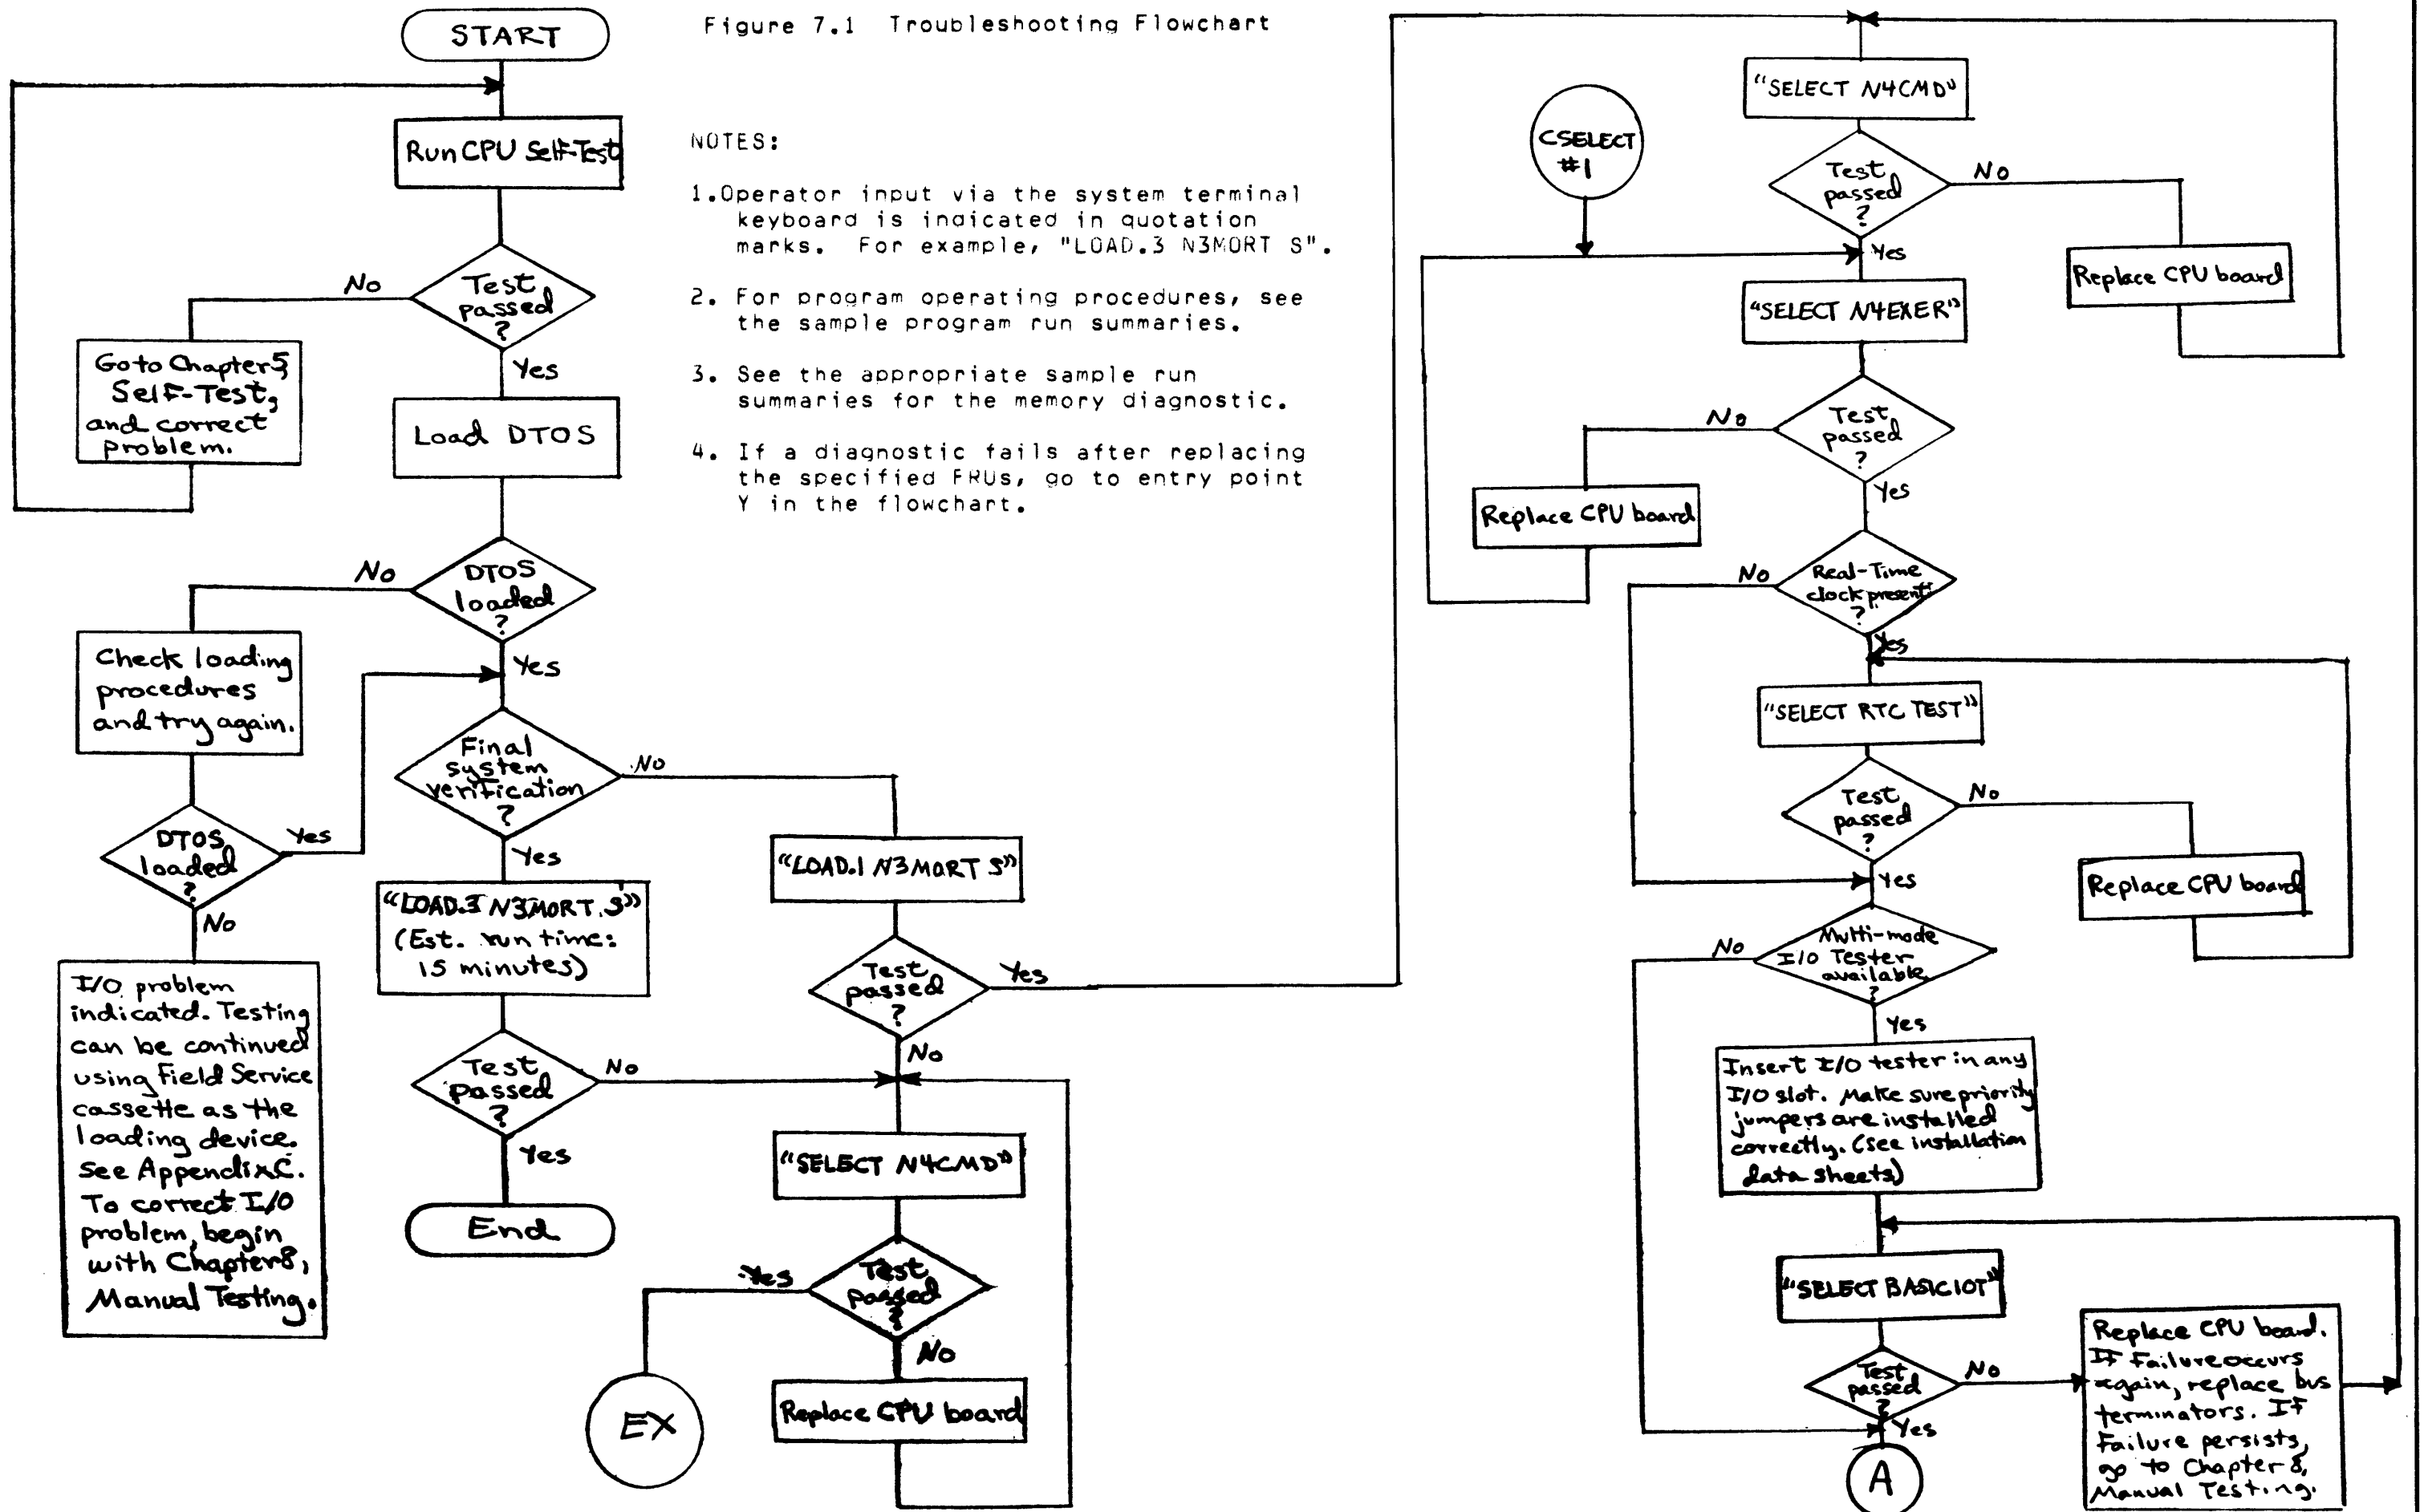 Figure 7.1 Troubleshooting Flowchart
START
Run CPU Self-Test
Test
passed
?
No
Yes
Go to Chapter 5,
Self-Test,
and correct
problem.
Load DTOS
DTOS
loaded
?
No
Yes
Check loading
procedures
and try again.
DTOS
loaded
?
Yes
No
I/O problem
indicated. Testing
can be continued
using Field Service
cassette as the
loading device.
See Appendix C.
To correct I/O
problem, begin
with Chapter 8,
Manual Testing.
Final
system
verification
?
No
Yes
"LOAD.3 N3MORT S"
(Est. run time:
15 minutes)
Test
passed
?
No
Yes
End
"LOAD.1 N3MORT S"
Test
passed
?
Yes
No
"SELECT N4CMD"
Test
passed
?
Yes
No
EX
Replace CPU board
NOTES:
1.Operator input via the system terminal
keyboard is indicated in quotation
marks. For example, "LOAD.3 N3MORT S".
2. For program operating procedures, see
the sample program run summaries.
3. See the appropriate sample run
summaries for the memory diagnostic.
4. If a diagnostic fails after replacing
the specified FRUs, go to entry point
Y in the flowchart.
"SELECT N4CMD"
Test
passed
?
No
Yes
Replace CPU board
CSELECT
#1
"SELECT N4EXER"
Test
passed
?
No
Yes
Replace CPU board
Real-Time
clock present
?
No
Yes
"SELECT RTC TEST"
Test
passed
?
No
Yes
Replace CPU board
Multi-mode
I/O Tester
available
?
No
Yes
Insert I/O tester in any
I/O slot. Make sure priority
jumpers are installed
correctly. (see installation
data sheets)
"SELECT BASICIOT"
Test
passed
?
No
Yes
Replace CPU board.
If Failure occurs
again, replace bus
terminators. If
Failure persists,
go to Chapter 8,
Manual Testing.
A